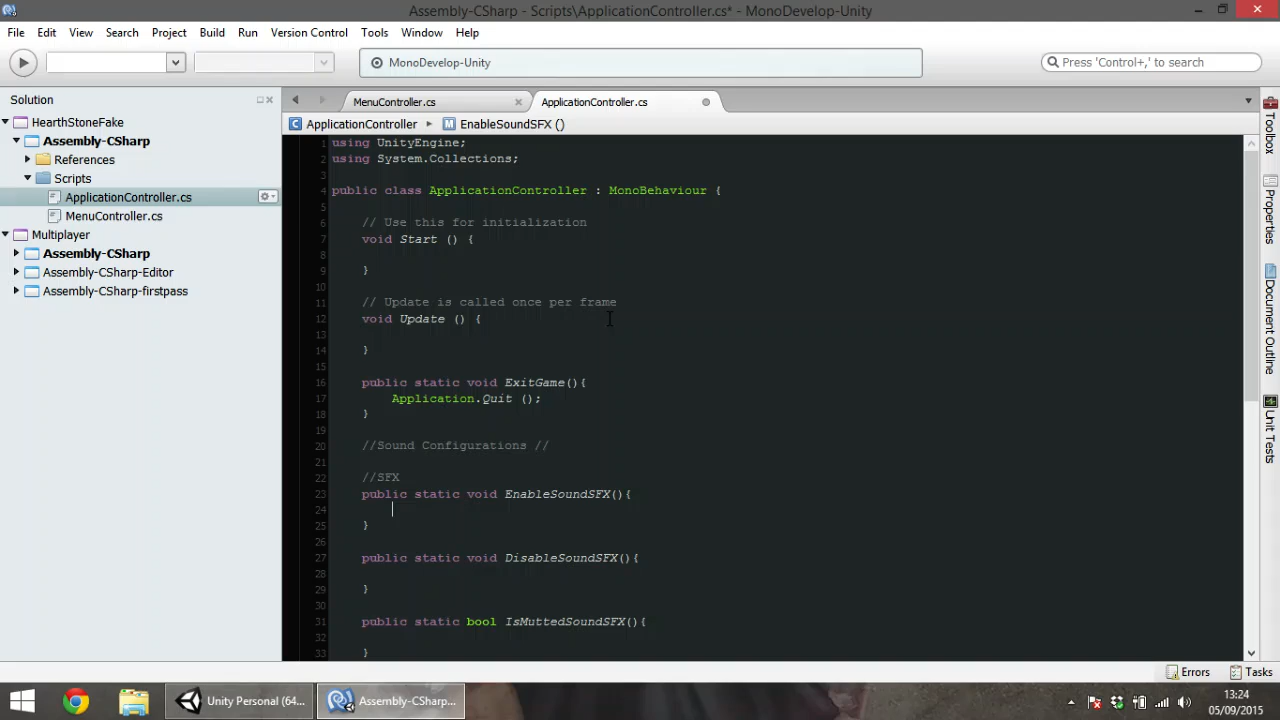 Assembly-CSharp - Scripts\ApplicationController.cs* - MonoDevelop-Unity
File Edit View Search Project Build Run Version Control Tools Window Help
MonoDevelop-Unity
Press 'Control+,' to search
Solution
HearthStoneFake
Assembly-CSharp
References
Scripts
ApplicationController.cs
MenuController.cs
Multiplayer
Assembly-CSharp
Assembly-CSharp-Editor
Assembly-CSharp-firstpass
MenuController.cs
ApplicationController.cs
ApplicationController
EnableSoundSFX ()
1 using UnityEngine;
2 using System.Collections;
3
4 public class ApplicationController : MonoBehaviour {
5
6 // Use this for initialization
7 void Start () {
8
9 }
10
11 // Update is called once per frame
12 void Update () {
13
14 }
15
16 public static void ExitGame(){
17 Application.Quit ();
18 }
19
20 //Sound Configurations //
21
22 //SFX
23 public static void EnableSoundSFX(){
24
25 }
26
27 public static void DisableSoundSFX(){
28
29 }
30
31 public static bool IsMuttedSoundSFX(){
32
33 }
Toolbox
Properties
Document Outline
Unit Tests
Errors
Tasks
Unity Personal (64...
Assembly-CSharp...
13:24
05/09/2015